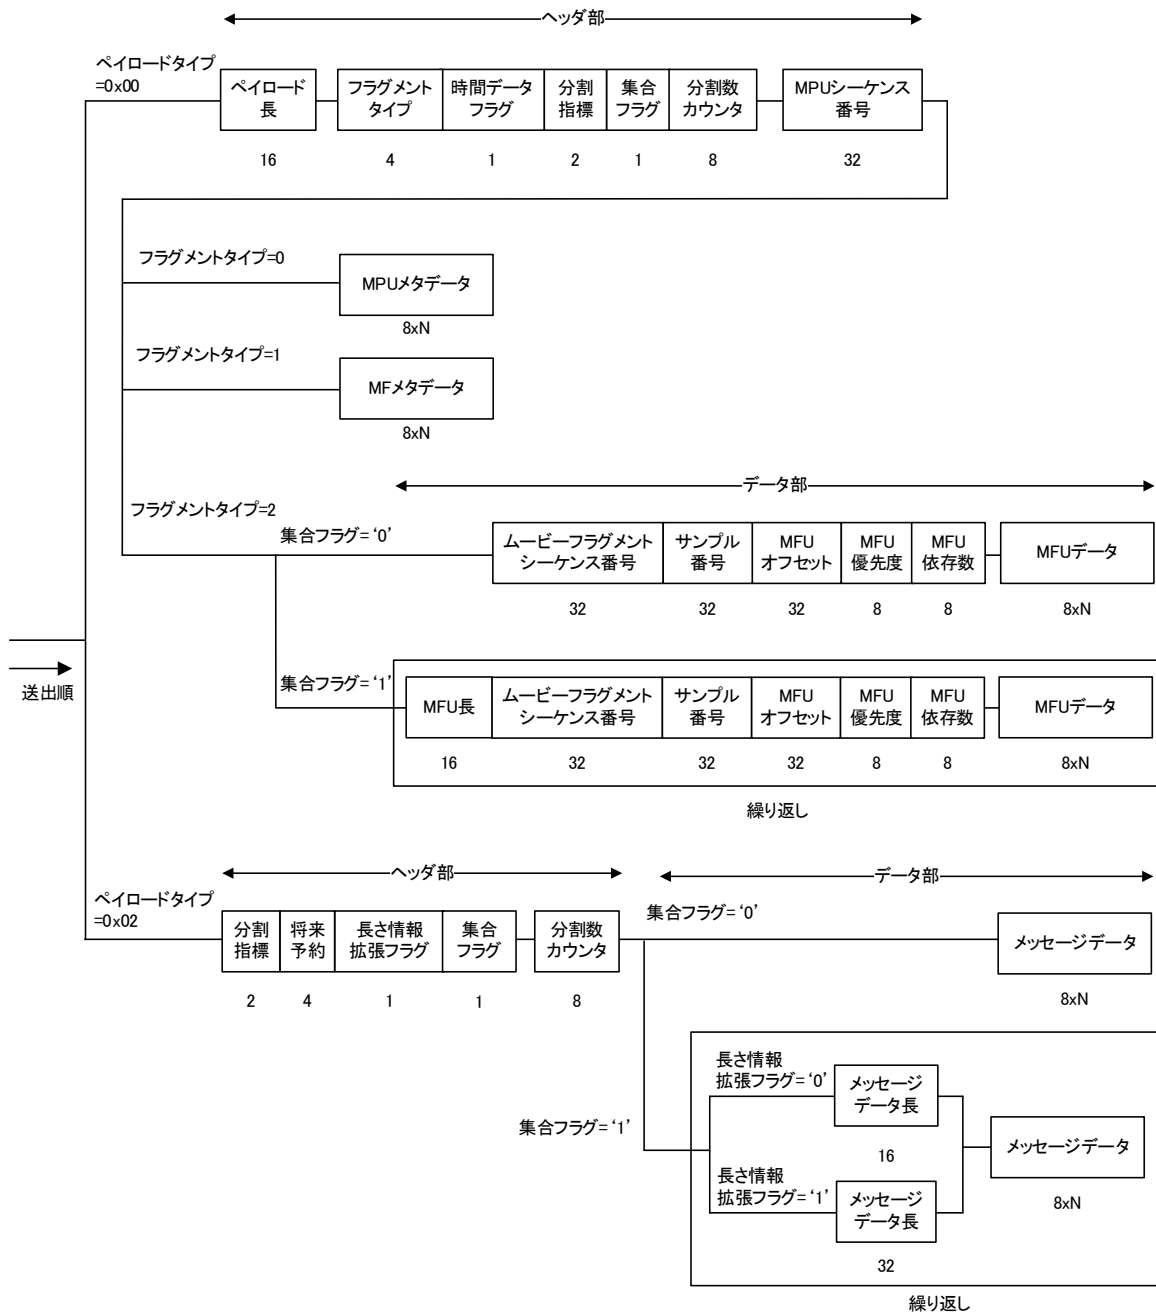 ヘッダ部
ペイロードタイプ
=0x00
ペイロード
長
フラグメント
タイプ
時間データ
フラグ
分割
指標
集合
フラグ
分割数
カウンタ
MPUシーケンス
番号
16
4
1
2
1
8
32
フラグメントタイプ=0
MPUメタデータ
8xN
フラグメントタイプ=1
MFメタデータ
8xN
データ部
フラグメントタイプ=2
集合フラグ=‘0’
ムービーフラグメント
シーケンス番号
サンプル
番号
MFU
オフセット
MFU
優先度
MFU
依存数
MFUデータ
32
32
32
8
8
8xN
送出順
集合フラグ=‘1’
MFU長
ムービーフラグメント
シーケンス番号
サンプル
番号
MFU
オフセット
MFU
優先度
MFU
依存数
MFUデータ
16
32
32
32
8
8
8xN
繰り返し
ヘッダ部
データ部
ペイロードタイプ
=0x02
分割
指標
将来
予約
長さ情報
拡張フラグ
集合
フラグ
分割数
カウンタ
2
4
1
1
8
集合フラグ=‘0’
メッセージデータ
8xN
集合フラグ=‘1’
長さ情報
拡張フラグ=‘0’
メッセージ
データ長
16
長さ情報
拡張フラグ=‘1’
メッセージ
データ長
32
メッセージデータ
8xN
繰り返し